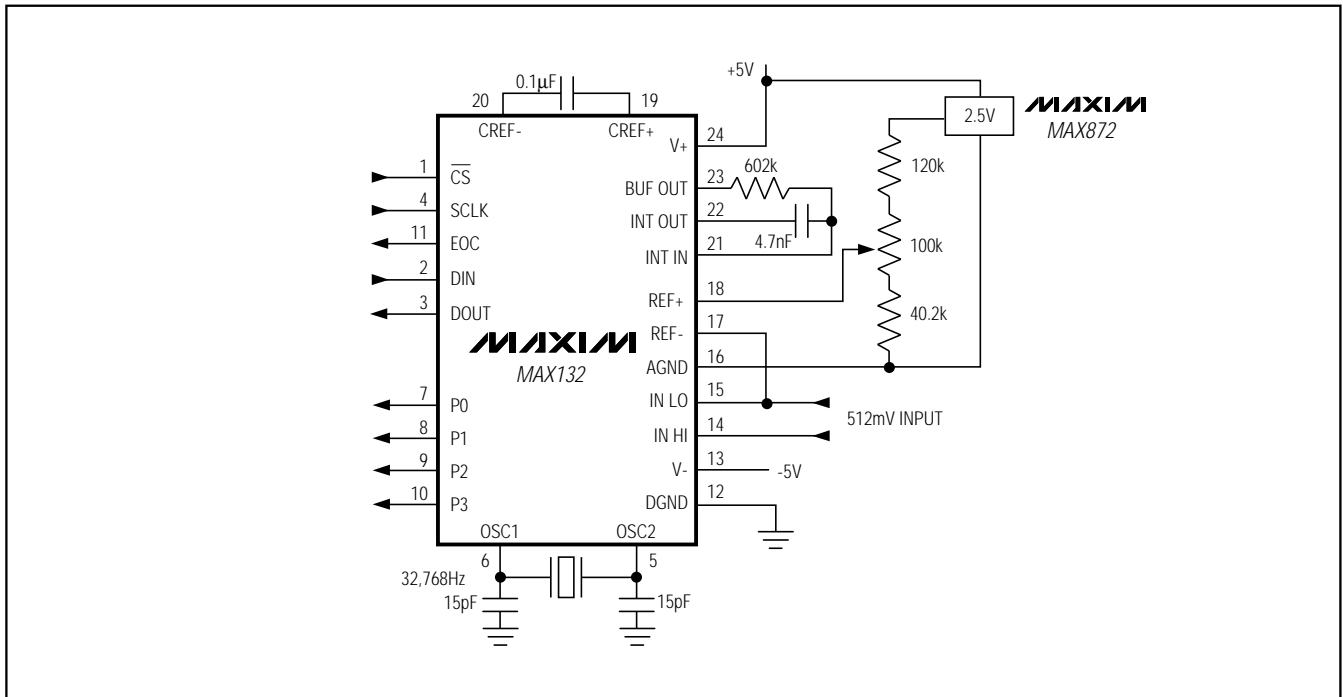 0.1µF
20 19
CREF- CREF+
+5V
2.5V
MAXIM
MAX872
V+ 24
1 CS
4 SCLK
11 EOC
2 DIN
3 DOUT
BUF OUT 23
602k
INT OUT 22
4.7nF
INT IN 21
REF+ 18
REF- 17
AGND 16
IN LO 15
IN HI 14
512mV INPUT
V- 13
-5V
DGND 12
120k
100k
40.2k
MAXIM
MAX132
7 P0
8 P1
9 P2
10 P3
OSC1 OSC2
6 5
32,768Hz
15pF 15pF